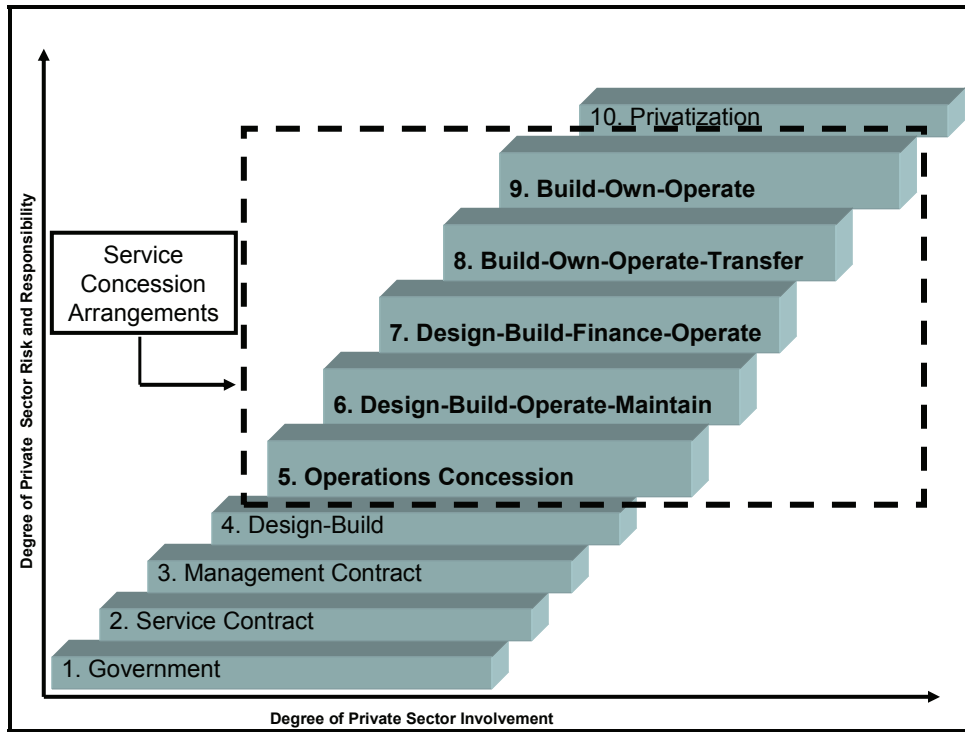 Degree of Private Sector Risk and Responsibility
10. Privatization
9. Build-Own-Operate
Service
Concession
Arrangements
8. Build-Own-Operate-Transfer
7. Design-Build-Finance-Operate
6. Design-Build-Operate-Maintain
5. Operations Concession
4. Design-Build
3. Management Contract
2. Service Contract
1. Government
Degree of Private Sector Involvement